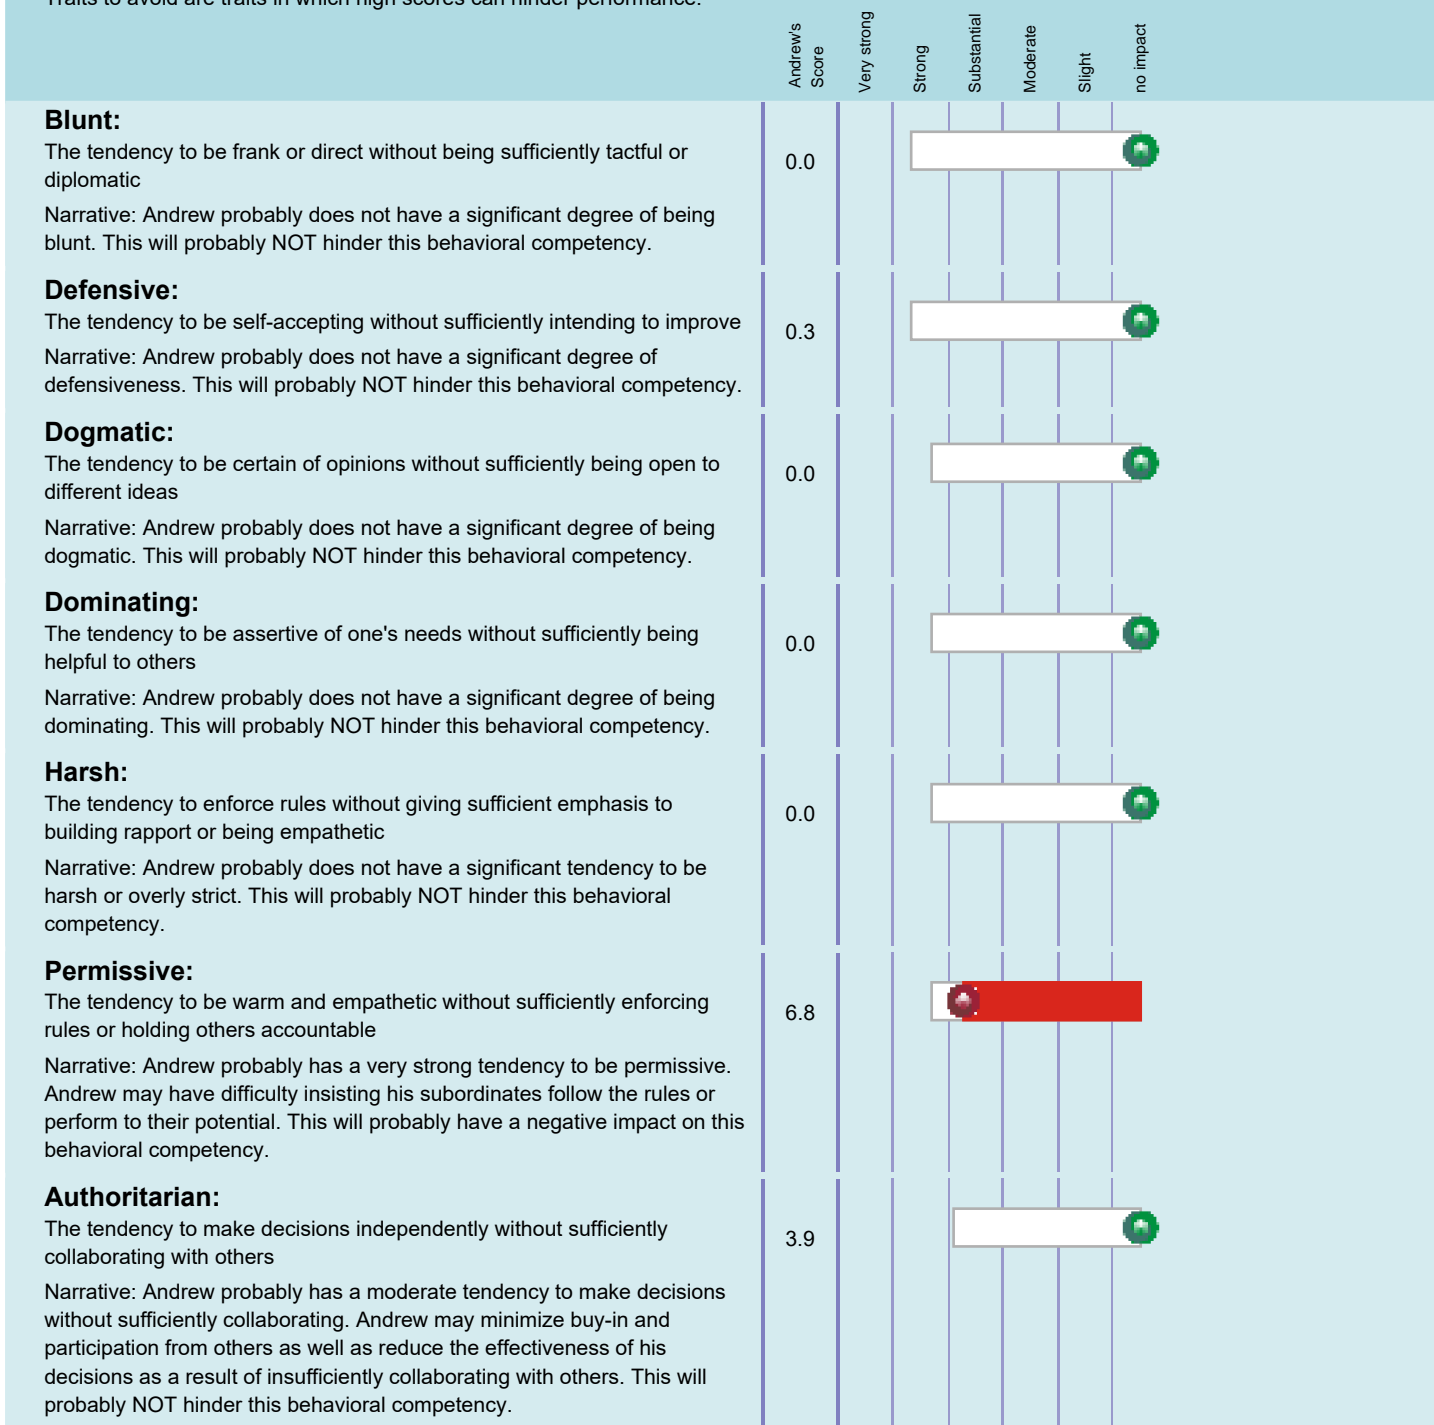 Traits to avoid are traits in which high scores can hinder performance.
Andrew's
Score
Very strong
Strong
Substantial
Moderate
Slight
no impact
Blunt:
The tendency to be frank or direct without being sufficiently tactful or
diplomatic
0.0
Narrative: Andrew probably does not have a significant degree of being
blunt. This will probably NOT hinder this behavioral competency.
Defensive:
The tendency to be self-accepting without sufficiently intending to improve
0.3
Narrative: Andrew probably does not have a significant degree of
defensiveness. This will probably NOT hinder this behavioral competency.
Dogmatic:
The tendency to be certain of opinions without sufficiently being open to
different ideas
0.0
Narrative: Andrew probably does not have a significant degree of being
dogmatic. This will probably NOT hinder this behavioral competency.
Dominating:
The tendency to be assertive of one's needs without sufficiently being
helpful to others
0.0
Narrative: Andrew probably does not have a significant degree of being
dominating. This will probably NOT hinder this behavioral competency.
Harsh:
The tendency to enforce rules without giving sufficient emphasis to
building rapport or being empathetic
0.0
Narrative: Andrew probably does not have a significant tendency to be
harsh or overly strict. This will probably NOT hinder this behavioral
competency.
Permissive:
The tendency to be warm and empathetic without sufficiently enforcing
rules or holding others accountable
6.8
Narrative: Andrew probably has a very strong tendency to be permissive.
Andrew may have difficulty insisting his subordinates follow the rules or
perform to their potential. This will probably have a negative impact on this
behavioral competency.
Authoritarian:
The tendency to make decisions independently without sufficiently
collaborating with others
3.9
Narrative: Andrew probably has a moderate tendency to make decisions
without sufficiently collaborating. Andrew may minimize buy-in and
participation from others as well as reduce the effectiveness of his
decisions as a result of insufficiently collaborating with others. This will
probably NOT hinder this behavioral competency.